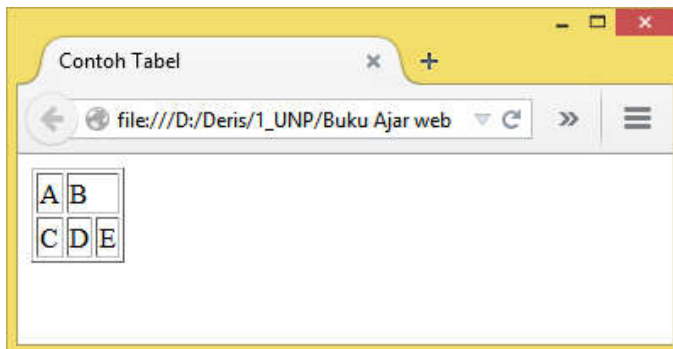 Contoh Tabel
file:///D:/Deris/1_UNP/Buku Ajar web
A B
C D E